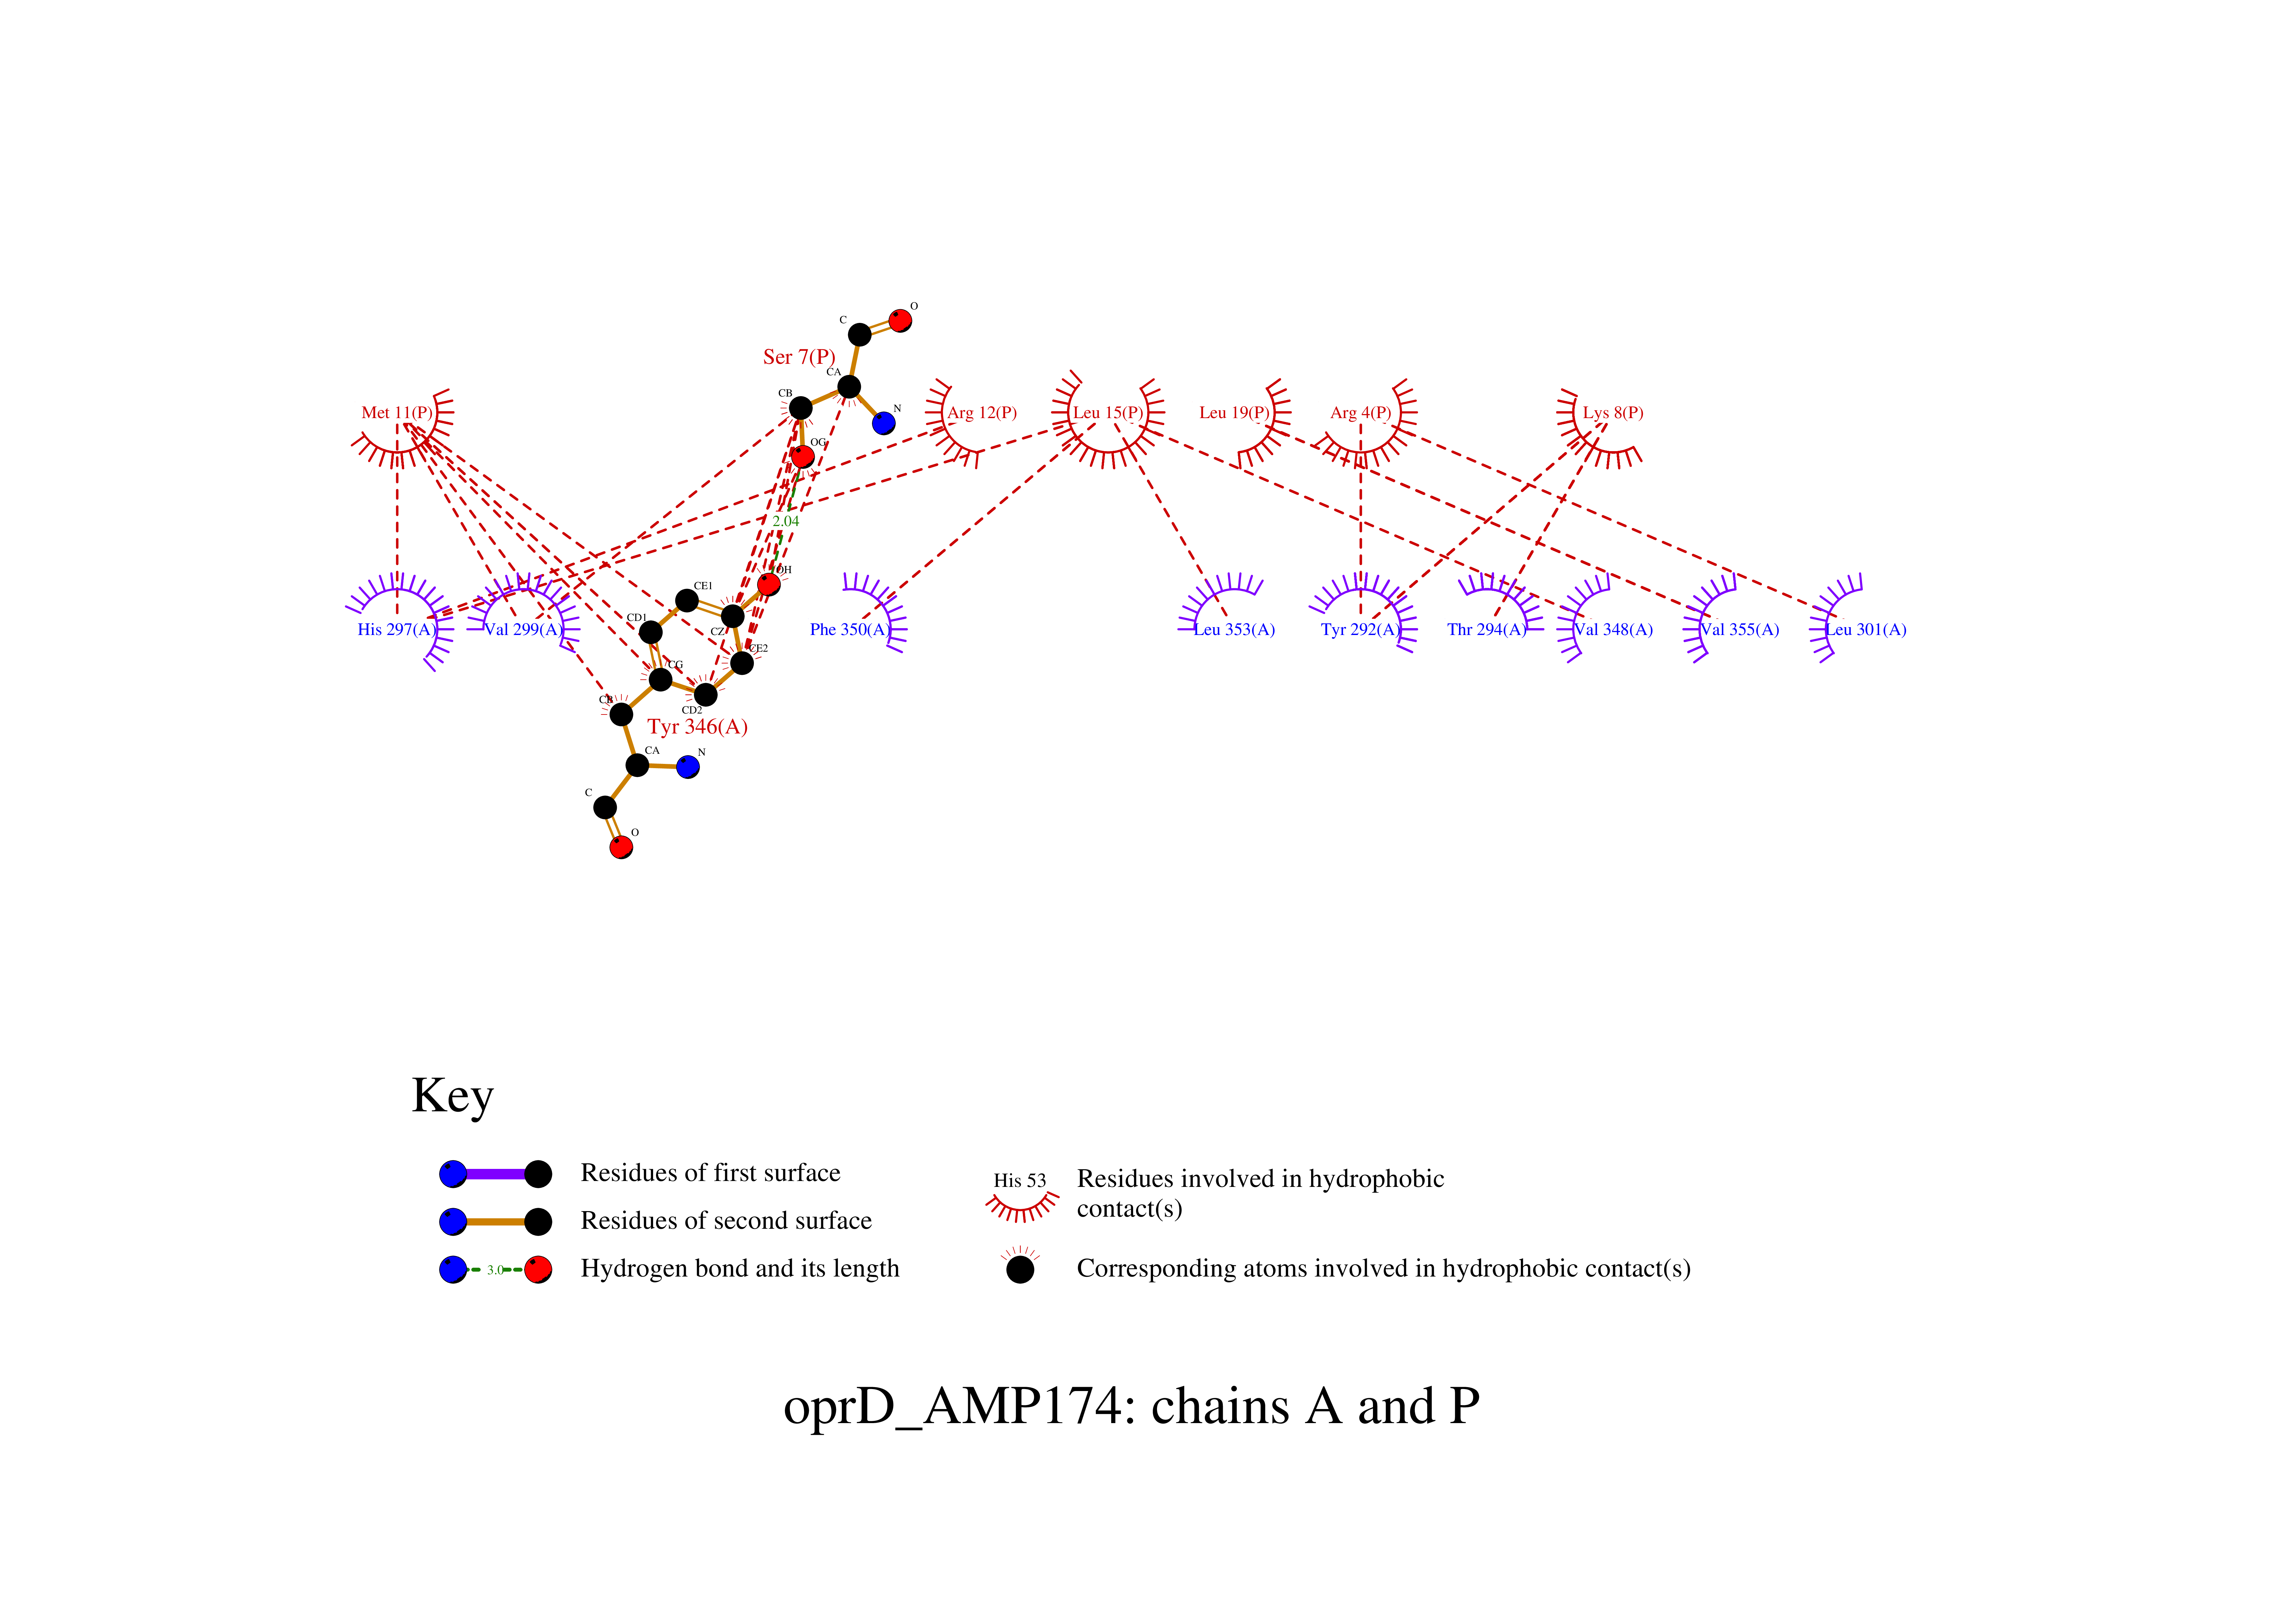 O
C
Ser 7(P)
CA
CB
N
Met 11(P)
Arg 12(P)
Leu 15(P)
Leu 19(P)
Arg 4(P)
Lys 8(P)
OG
2.04
OH
CE1
CD1
CZ
His 297(A)
Val 299(A)
Phe 350(A)
Leu 353(A)
Tyr 292(A)
Thr 294(A)
Val 348(A)
Val 355(A)
Leu 301(A)
CE2
CG
CB
CD2
Tyr 346(A)
CA
N
C
O
Key
Residues of first surface
Residues of second surface
3.0
Hydrogen bond and its length
His 53
Residues involved in hydrophobic
contact(s)
Corresponding atoms involved in hydrophobic contact(s)
oprD_AMP174: chains A and P